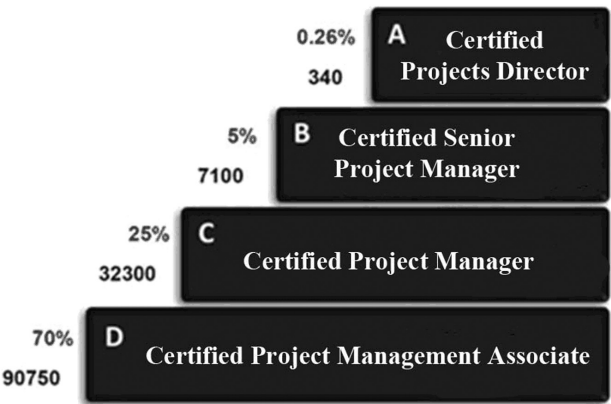 0.26%
A
Certified
Projects Director
340
5%
B
Certified Senior
Project Manager
7100
25%
C
Certified Project Manager
32300
70%
D
Certified Project Management Associate
90750